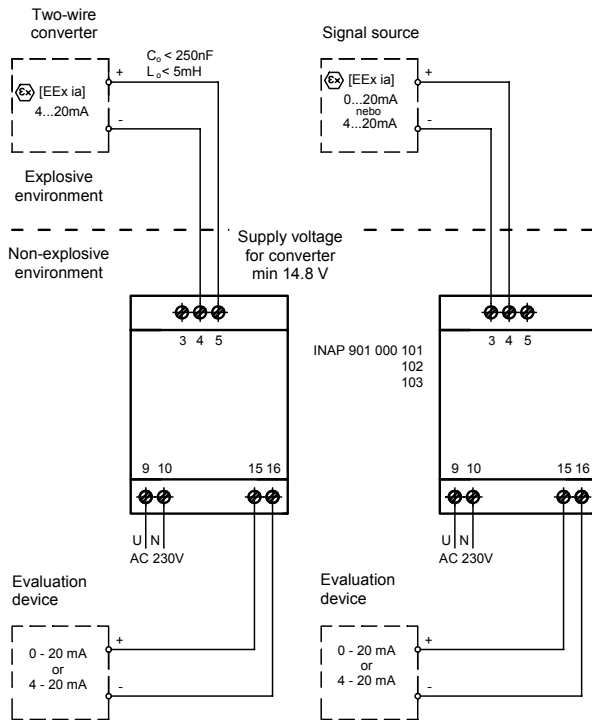 Two-wire
converter
Signal source
Co < 250nF
Lo < 5mH
+
εx [EEx ia]
4...20mA
-
+
εx [EEx ia]
0...20mA
nebo
4...20mA
-
Explosive
environment
Non-explosive
environment
Supply voltage
for converter
min 14.8 V
3 4 5
3 4 5
INAP 901 000 101
102
103
9 10
15 16
9 10
15 16
U N
AC 230V
U N
AC 230V
Evaluation
device
Evaluation
device
+
0 - 20 mA
or
4 - 20 mA
-
+
0 - 20 mA
or
4 - 20 mA
-